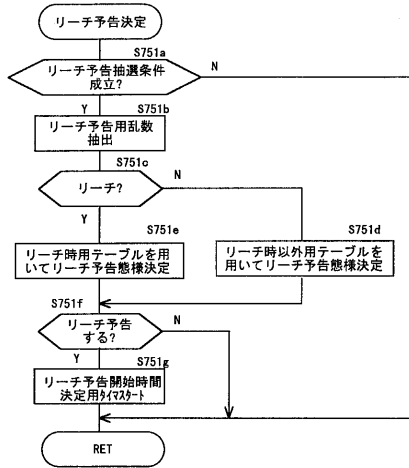 リーチ予告決定
S751a
リーチ予告抽選条件
成立?
N
Y
S751b
リーチ予告用乱数
抽出
S751c
リーチ?
N
Y
S751e
リーチ時用テーブルを用
いてリーチ予告態様決定
S751d
リーチ時以外用テーブルを
用いてリーチ予告態様決定
S751f
リーチ予告
する?
N
Y
S751g
リーチ予告開始時間
決定用タイマスタート
RET